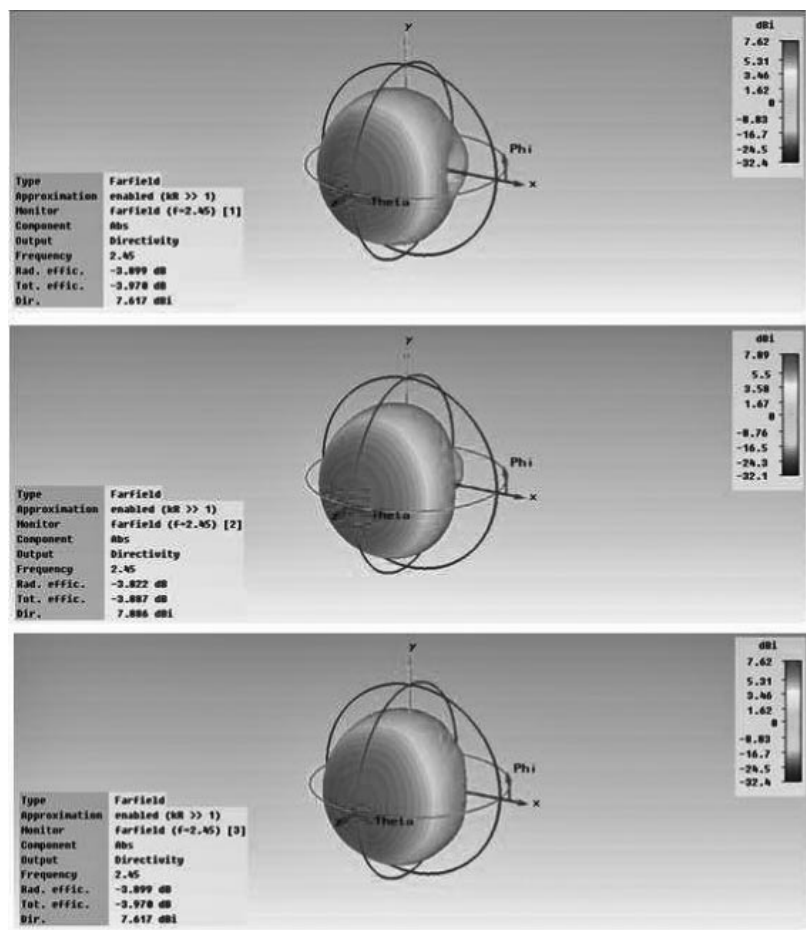 y
dBi
7.62
5.31
3.46
1.62
0
-8.83
-16.7
-24.5
-32.4
Phi
x
Theta
Type Farfield
Approximation enabled (kR >> 1)
Monitor farfield (f=2.45) [1]
Component Abs
Output Directivity
Frequency 2.45
Rad. effic. -3.899 dB
Tot. effic. -3.970 dB
Dir. 7.617 dBi
y
dBi
7.89
5.5
3.58
1.67
0
-8.76
-16.5
-24.3
-32.1
Phi
x
Theta
Type Farfield
Approximation enabled (kR >> 1)
Monitor farfield (f=2.45) [2]
Component Abs
Output Directivity
Frequency 2.45
Rad. effic. -3.822 dB
Tot. effic. -3.887 dB
Dir. 7.886 dBi
y
dBi
7.62
5.31
3.46
1.62
0
-8.83
-16.7
-24.5
-32.4
Phi
x
Theta
Type Farfield
Approximation enabled (kR >> 1)
Monitor farfield (f=2.45) [3]
Component Abs
Output Directivity
Frequency 2.45
Rad. effic. -3.899 dB
Tot. effic. -3.970 dB
Dir. 7.617 dBi